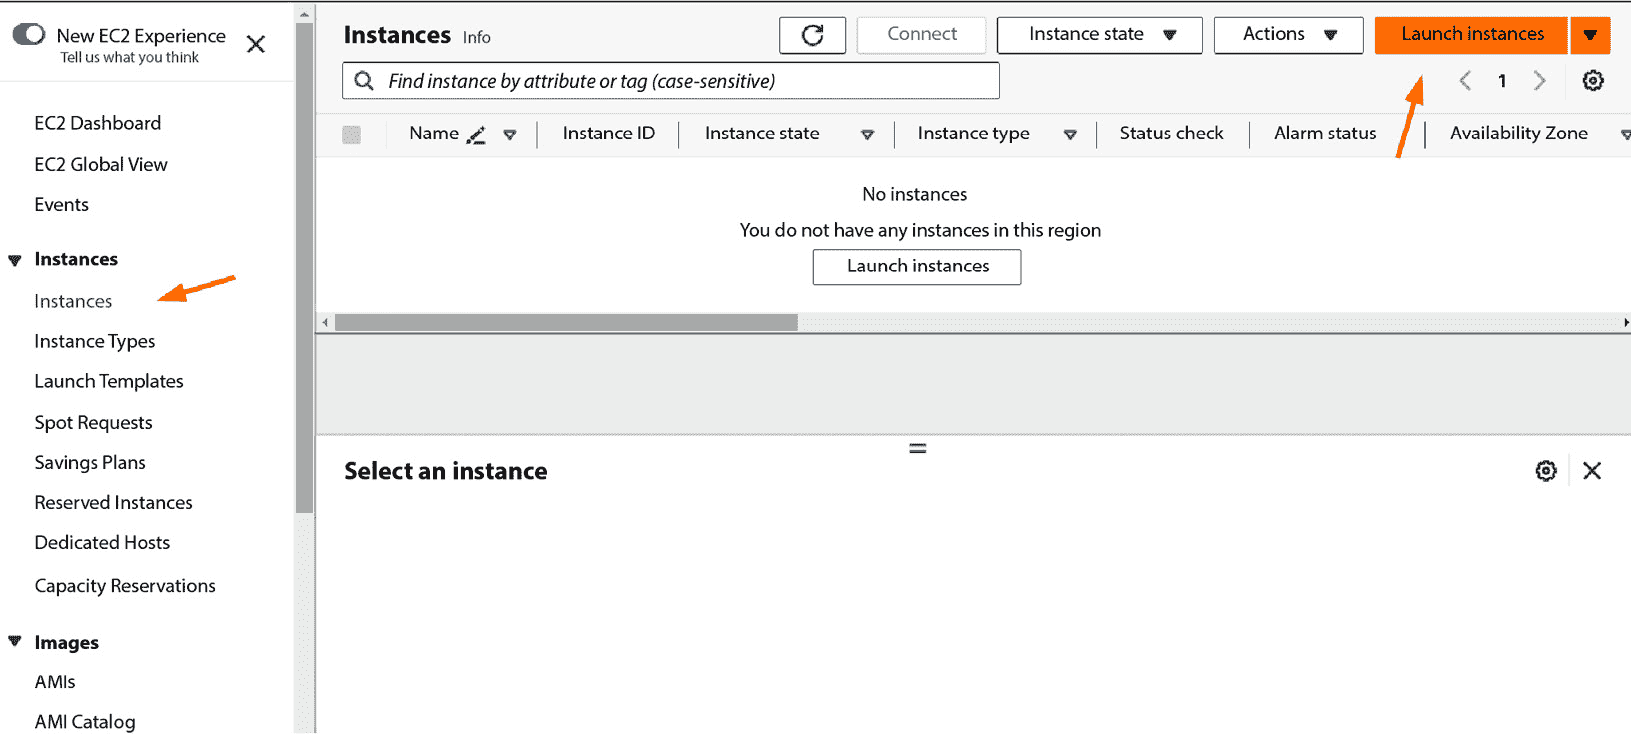 New EC2 Experience
Tell us what you think
EC2 Dashboard
EC2 Global View
Events
Instances
Instances
Instance Types
Launch Templates
Spot Requests
Savings Plans
Reserved Instances
Dedicated Hosts
Capacity Reservations
Images
AMIs
AMI Catalog
Instances Info
Connect
Instance state
Actions
Launch instances
Find instance by attribute or tag (case-sensitive)
1
Name
Instance ID
Instance state
Instance type
Status check
Alarm status
Availability Zone
No instances
You do not have any instances in this region
Launch instances
Select an instance